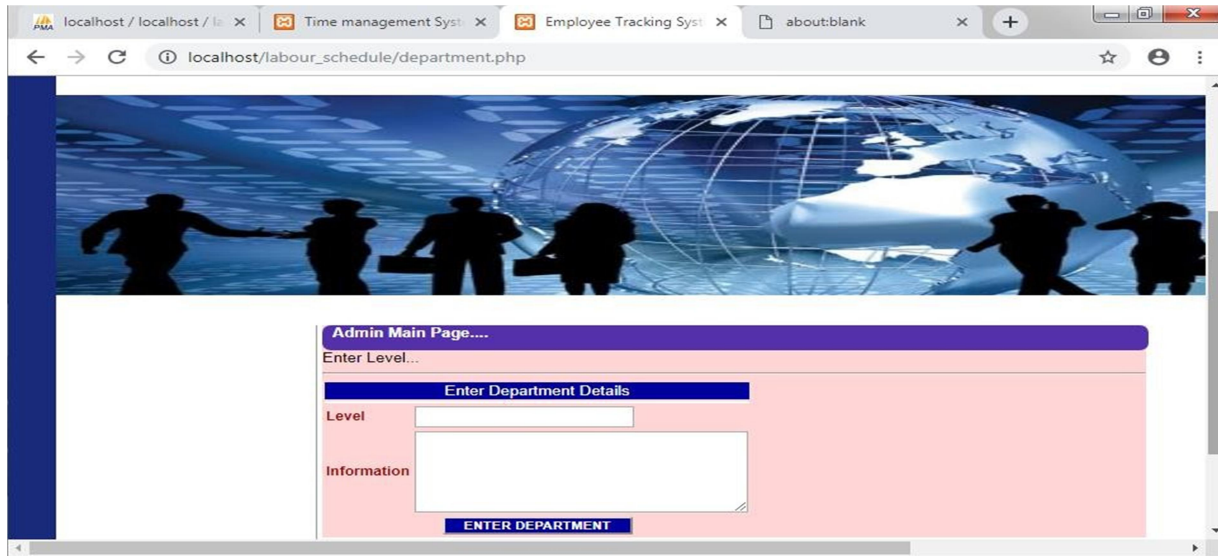 PMA localhost / localhost / la Time management Syst Employee Tracking Syst about:blank
localhost/labour_schedule/department.php
Admin Main Page....
Enter Level...
Enter Department Details
Level
Information
ENTER DEPARTMENT